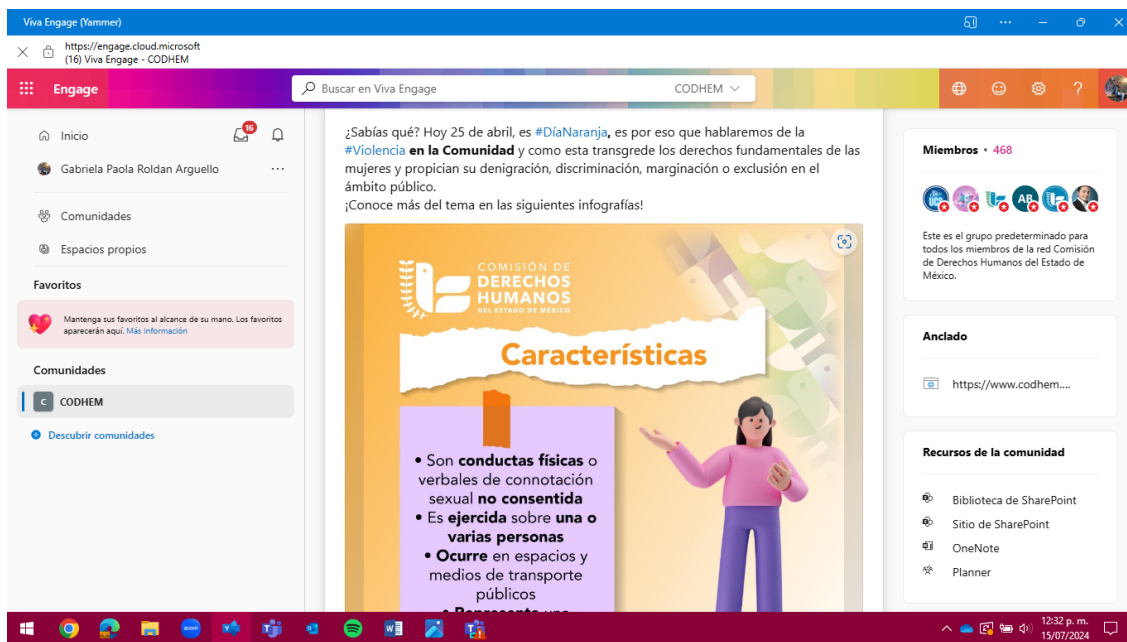 Viva Engage (Yammer)
https://engage.cloud.microsoft
(16) Viva Engage - CODHEM
Engage
Buscar en Viva Engage
CODHEM
Inicio
16
Gabriela Paola Roldan Arguello
Comunidades
Espacios propios
Favoritos
Mantenga sus favoritos al alcance de su mano. Los favoritos
aparecerán aquí. Más información
Comunidades
C CODHEM
Descubrir comunidades
¿Sabías qué? Hoy 25 de abril, es #DíaNaranja, es por eso que hablaremos de la
#Violencia en la Comunidad y como esta transgrede los derechos fundamentales de las
mujeres y propician su denigración, discriminación, marginación o exclusión en el
ámbito público.
¡Conoce más del tema en las siguientes infografías!
COMISIÓN DE
DERECHOS
HUMANOS
DEL ESTADO DE MÉXICO
Características
• Son conductas físicas o
verbales de connotación
sexual no consentida
• Es ejercida sobre una o
varias personas
• Ocurre en espacios y
medios de transporte
públicos
Miembros • 468
AB
Este es el grupo predeterminado para
todos los miembros de la red Comisión
de Derechos Humanos del Estado de
México.
Anclado
https://www.codhem....
Recursos de la comunidad
Biblioteca de SharePoint
Sitio de SharePoint
OneNote
Planner
zoom
12:32 p. m.
15/07/2024